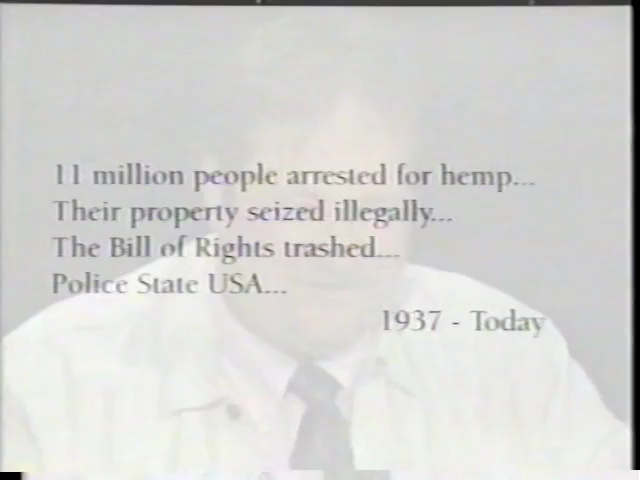 11 million people arrested for hemp...
Their property seized illegally...
The Bill of Rights trashed...
Police State USA...
1937 - Today